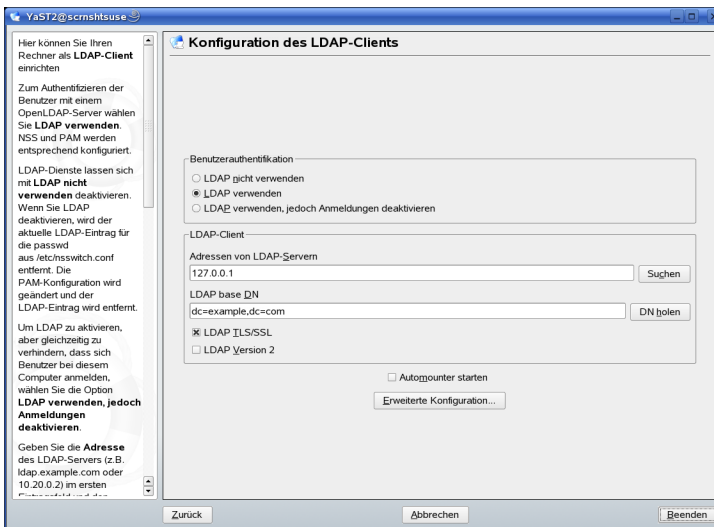 YaST2@scrnshtsuse
Hier können Sie Ihren
Rechner als LDAP-Client
einrichten
Zum Authentifizieren der
Benutzer mit einem
OpenLDAP-Server wählen
Sie LDAP verwenden.
NSS und PAM werden
entsprechend konfiguriert.
LDAP-Dienste lassen sich
mit LDAP nicht
verwenden deaktivieren.
Wenn Sie LDAP
deaktivieren, wird der
aktuelle LDAP-Eintrag für
die passwd
aus /etc/nsswitch.conf
entfernt. Die
PAM-Konfiguration wird
geändert und der
LDAP-Eintrag wird entfernt.
Um LDAP zu aktivieren,
aber gleichzeitig zu
verhindern, dass sich
Benutzer bei diesem
Computer anmelden,
wählen Sie die Option
LDAP verwenden, jedoch
Anmeldungen
deaktivieren.
Geben Sie die Adresse
des LDAP-Servers (z.B.
ldap.example.com oder
10.20.0.2) im ersten
Konfiguration des LDAP-Clients
Benutzerauthentifikation
LDAP nicht verwenden
LDAP verwenden
LDAP verwenden, jedoch Anmeldungen deaktivieren
LDAP-Client
Adressen von LDAP-Servern
127.0.0.1
Suchen
LDAP base DN
dc=example,dc=com
DN holen
LDAP TLS/SSL
LDAP Version 2
Automounter starten
Erweiterte Konfiguration...
Zurück
Abbrechen
Beenden